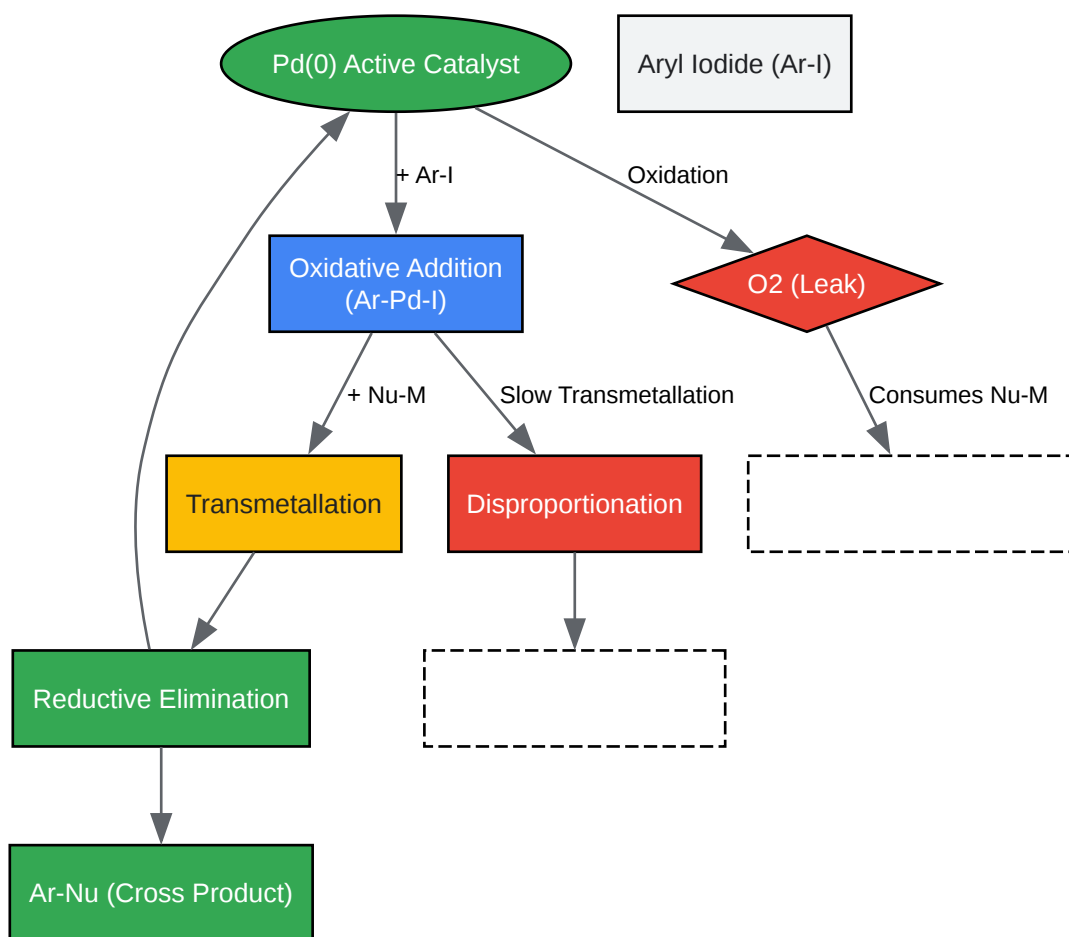 Pd(0) Active Catalyst
Aryl Iodide (Ar-I)
+ Ar-I
Oxidation
Oxidative Addition
(Ar-Pd-I)
O2 (Leak)
+ Nu-M
Slow Transmetallation
Consumes Nu-M
Transmetallation
Disproportionation
Reductive Elimination
Ar-Nu (Cross Product)